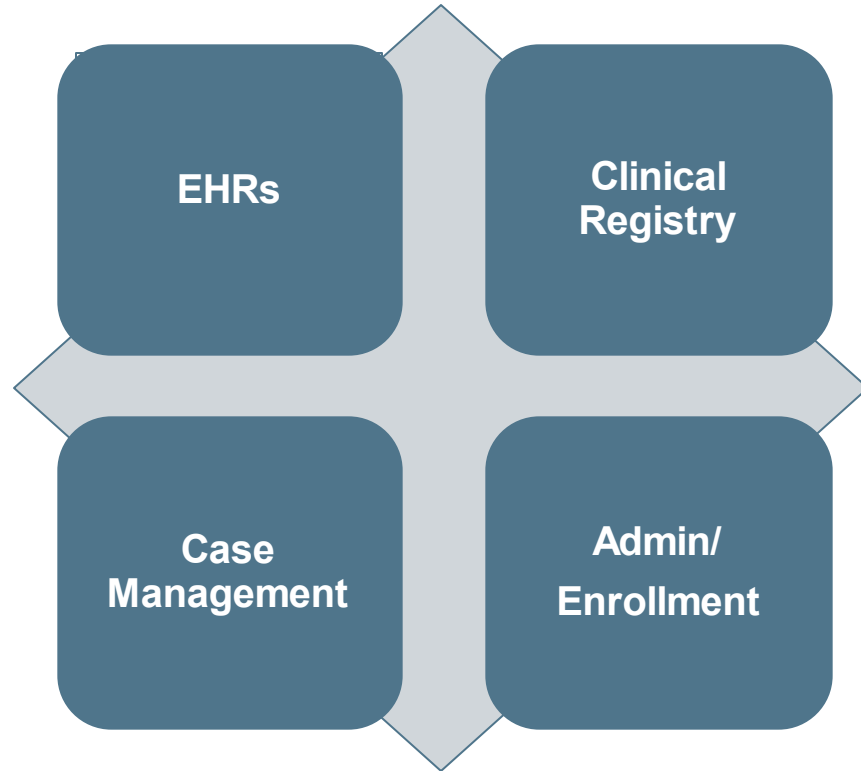 EHRs
Clinical
Registry
Case
Management
Admin/
Enrollment